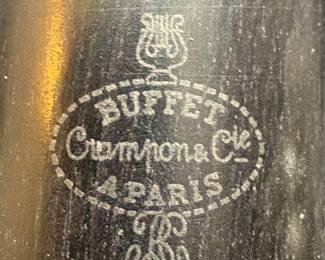 BUFFET
Crampon & Cie
A PARIS